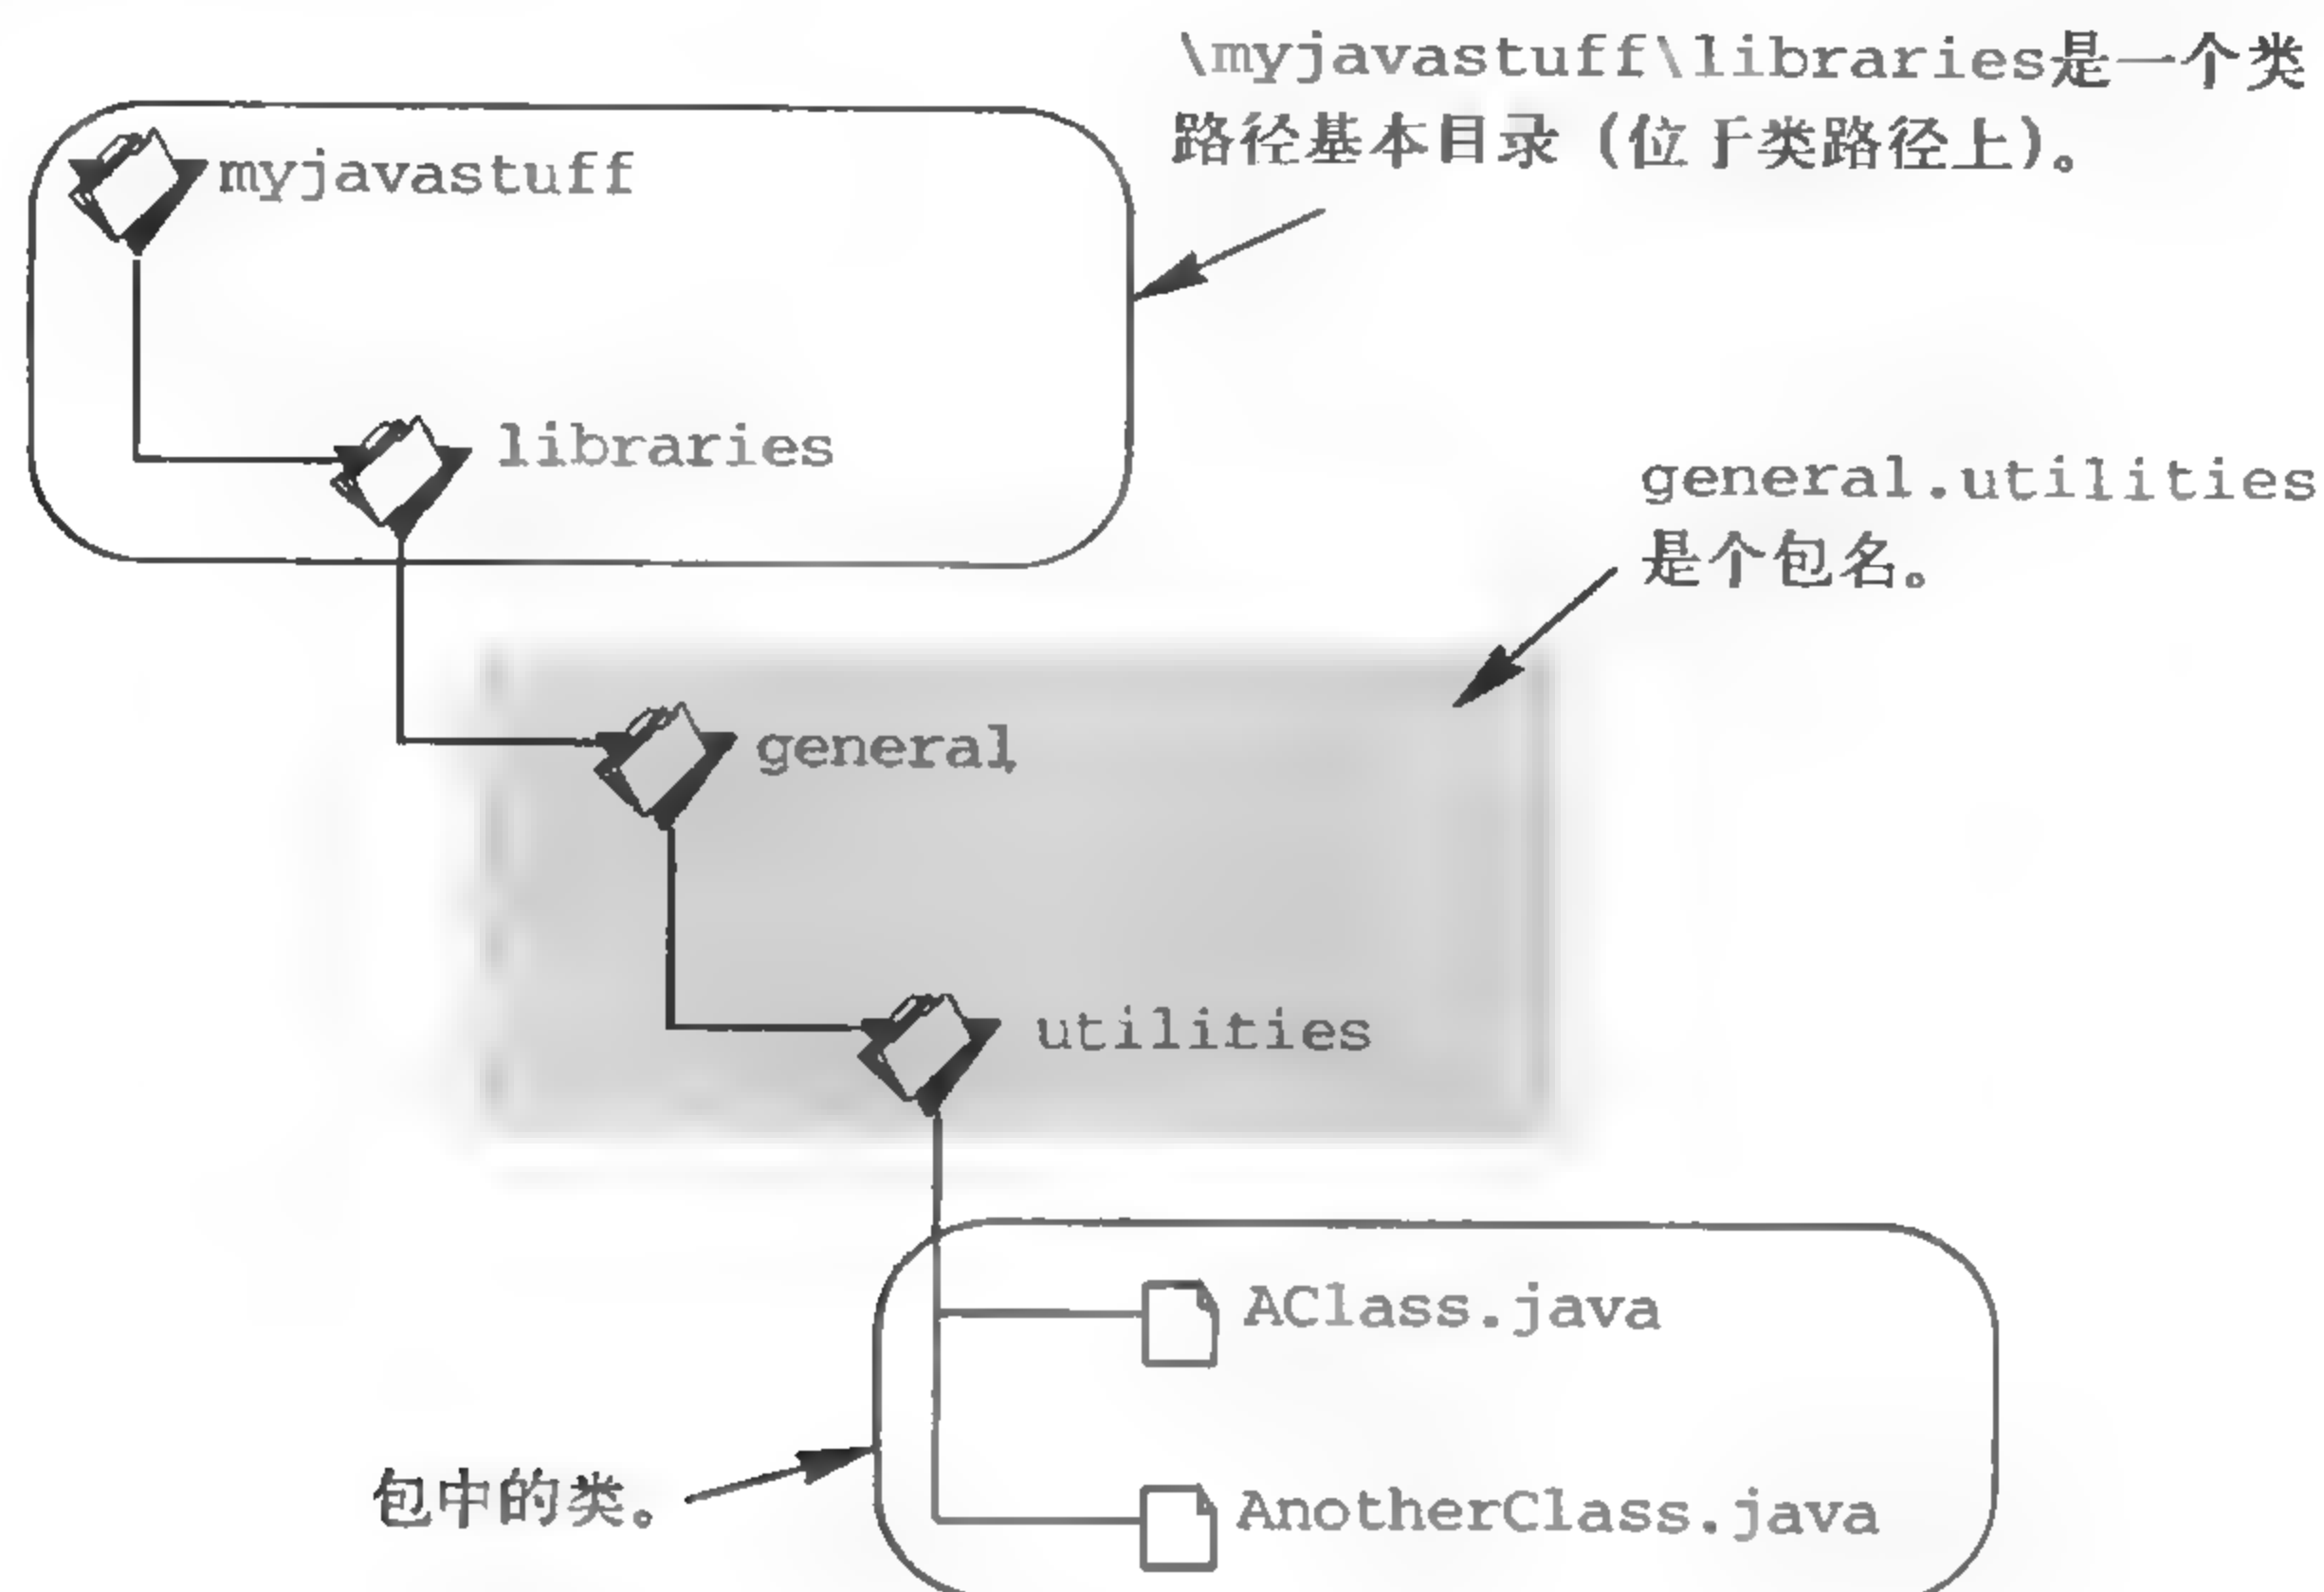 \myjavastuff\libraries是一个类
路径基本目录（位于类路径上）。
myjavastuff
libraries
general.utilities
是个包名。
general
utilities
AClass.java
包中的类。
AnotherClass.java